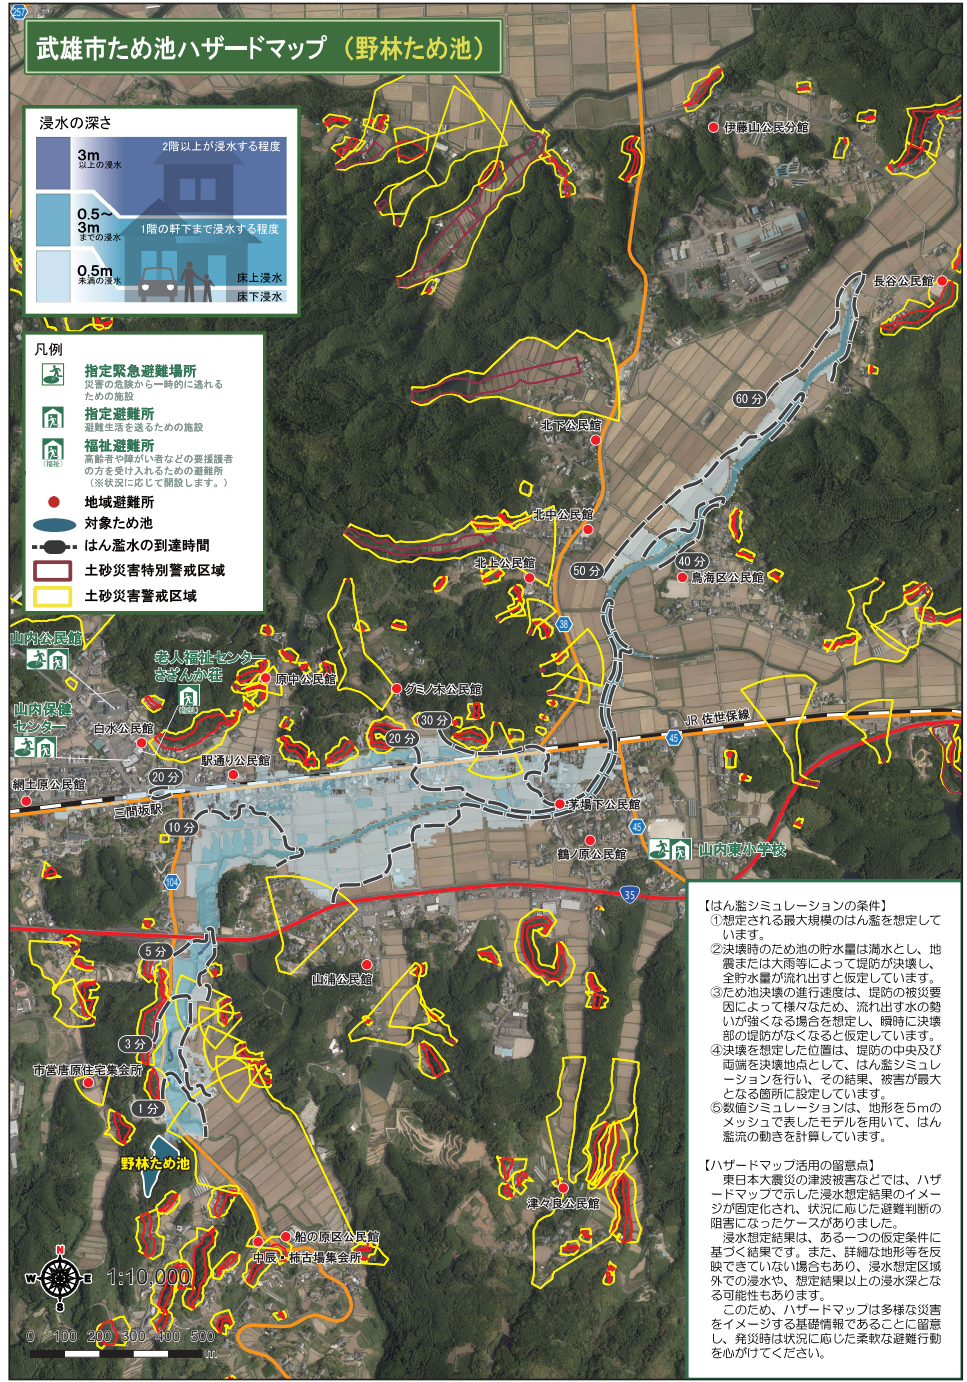 257
武雄市ため池ハザードマップ （野林ため池）
浸水の深さ
3m
以上の浸水
2階以上が浸水する程度
0.5～
3m
までの浸水
1階の軒下まで浸水する程度
0.5m
未満の浸水
床上浸水
床下浸水
凡例
指定緊急避難場所
災害の危険から一時的に逃れる
ための施設
指定避難所
避難生活を送るための施設
福祉避難所
（福祉）
高齢者や障がい者などの要援護者
の方を受け入れるための避難所
（※状況に応じて開設します。）
地域避難所
対象ため池
はん濫水の到達時間
土砂災害特別警戒区域
土砂災害警戒区域
伊藤山公民分館
長谷公民館
60分
北下公民館
北中公民館
北上公民館
50分
40分
鳥海区公民館
38
山内公民館
老人福祉センター
さざんか荘
原中公民館
グミノ木公民館
山内保健
センター
白水公民館
30分
20分
JR佐世保線
45
駅通り公民館
20分
綱土原公民館
三間坂駅
茅場下公民館
10分
45
鶴ノ原公民館
山内東小学校
104
35
5分
山浦公民館
3分
市営唐原住宅集会所
1分
野林ため池
津々良公民館
船の原区公民館
中辰・柿古場集会所
N
W
E
S
1:10,000
0 100 200 300 400 500
m
【はん濫シミュレーションの条件】
①想定される最大規模のはん濫を想定して
います。
②決壊時のため池の貯水量は満水とし、地
震または大雨等によって堤防が決壊し、
全貯水量が流れ出すと仮定しています。
③ため池決壊の進行速度は、堤防の被災要
因によって様々なため、流れ出す水の勢
いが強くなる場合を想定し、瞬時に決壊
部の堤防がなくなると仮定しています。
④決壊を想定した位置は、堤防の中央及び
両端を決壊地点として、はん濫シミュレ
ーションを行い、その結果、被害が最大
となる箇所に設定しています。
⑤数値シミュレーションは、地形を５ｍの
メッシュで表したモデルを用いて、はん
濫流の動きを計算しています。
【ハザードマップ活用の留意点】
東日本大震災の津波被害などでは、ハザ
ードマップで示した浸水想定結果のイメー
ジが固定化され、状況に応じた避難判断の
阻害になったケースがありました。
浸水想定結果は、ある一つの仮定条件に
基づく結果です。また、詳細な地形等を反
映できていない場合もあり、浸水想定区域
外での浸水や、想定結果以上の浸水深とな
る可能性もあります。
このため、ハザードマップは多様な災害
をイメージする基礎情報であることに留意
し、発災時は状況に応じた柔軟な避難行動
を心がけてください。